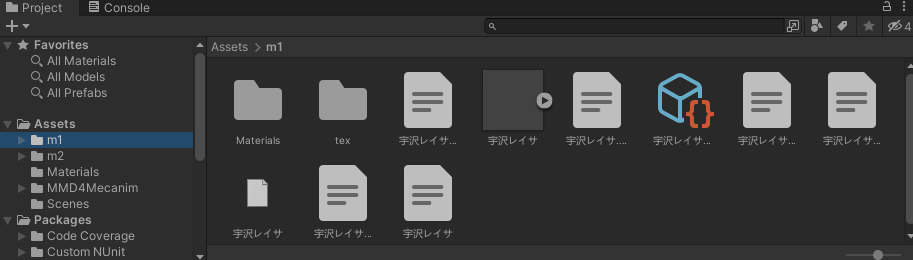 Project
Console
4
Favorites
All Materials
All Models
All Prefabs
Assets
m1
m2
Materials
MMD4Mecanim
Scenes
Packages
Code Coverage
Custom NUnit
Assets > m1
Materials
tex
宇沢レイサ...
宇沢レイサ
宇沢レイサ...
宇沢レイサ...
宇沢レイサ...
宇沢レイサ...
宇沢レイサ
宇沢レイサ...
宇沢レイサ